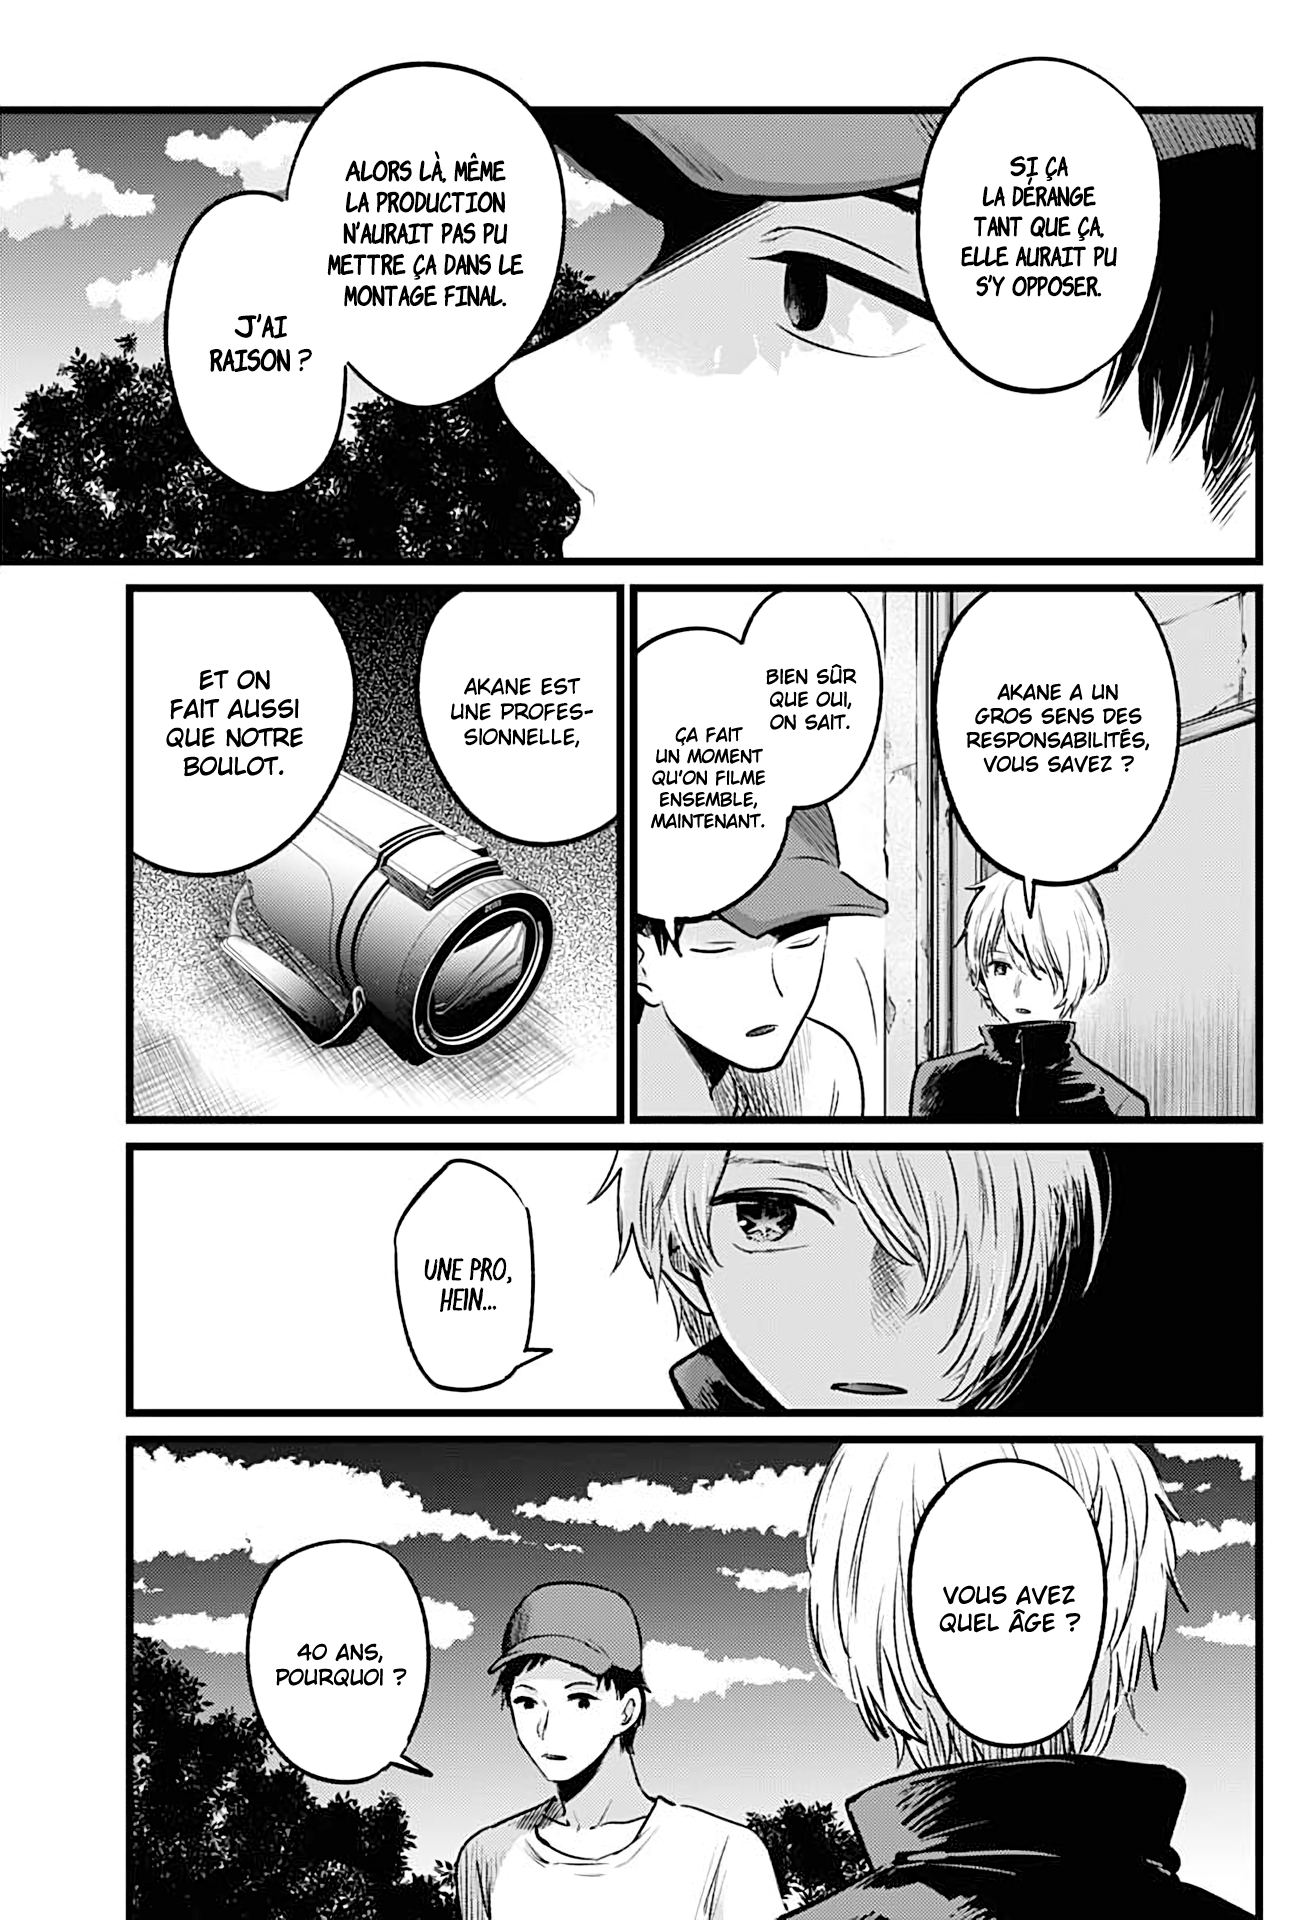 SI ÇA
LA DÉRANGE
TANT QUE ÇA,
ELLE AURAIT PU
S'Y OPPOSER.
ALORS LÀ, MÊME
LA PRODUCTION
N'AURAIT PAS PU
METTRE ÇA DANS LE
MONTAGE FINAL.
J'AI
RAISON ?
AKANE A UN
GROS SENS DES
RESPONSABILITÉS,
VOUS SAVEZ ?
BIEN SÛR
QUE OUI,
ON SAIT.
ÇA FAIT
UN MOMENT
QU'ON FILME
ENSEMBLE,
MAINTENANT.
AKANE EST
UNE PROFES-
SIONNELLE,
ET ON
FAIT AUSSI
QUE NOTRE
BOULOT.
UNE PRO,
HEIN...
VOUS AVEZ
QUEL ÂGE ?
40 ANS,
POURQUOI ?